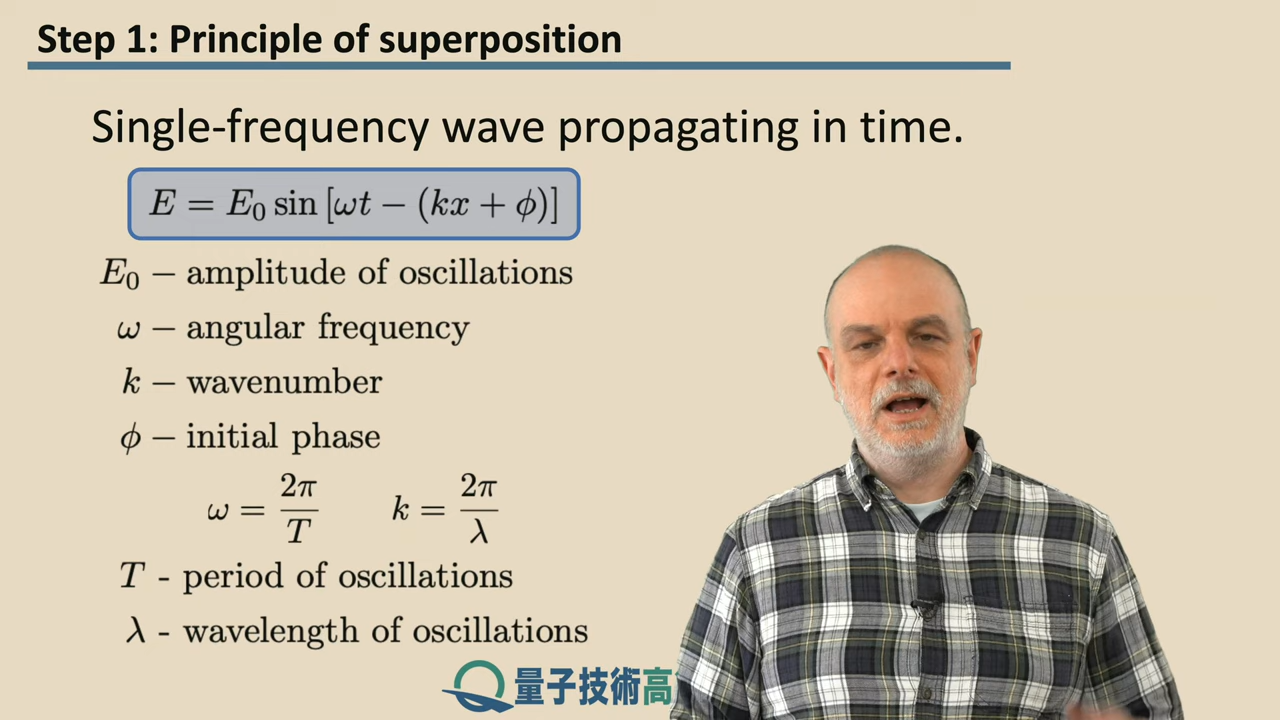 Step 1: Principle of superposition
Single-frequency wave propagating in time.
E = E₀ sin [ωt − (kx + ϕ)]
E₀ − amplitude of oscillations
ω − angular frequency
k − wavenumber
ϕ − initial phase
ω = 2π/T k = 2π/λ
T - period of oscillations
λ - wavelength of oscillations
量子技術高